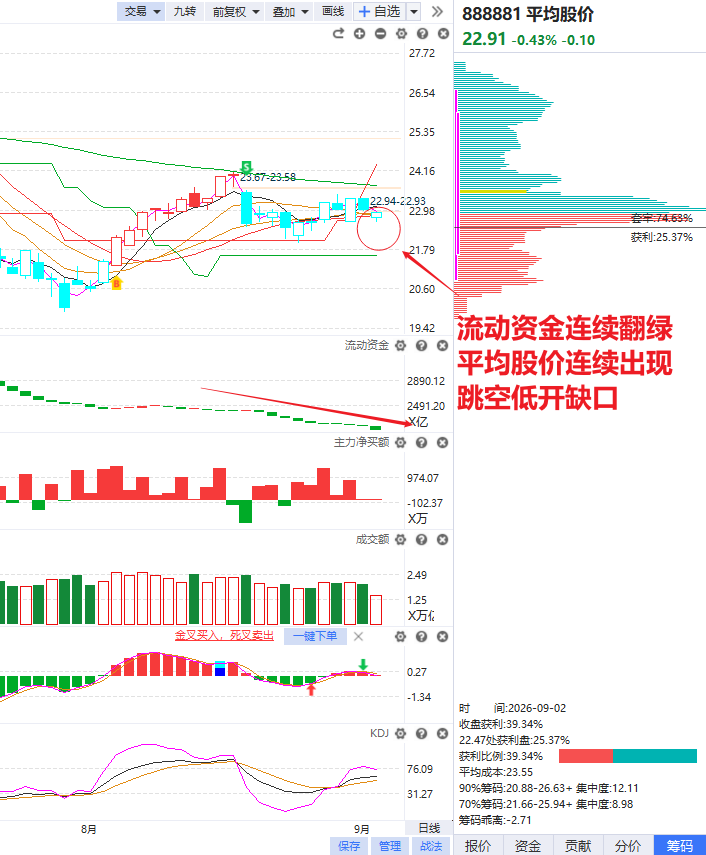 交易 九转 前复权 叠加 画线 自选
888881 平均股价
22.91 -0.43% -0.10
27.72
26.54
25.35
24.16
22.98
21.79
20.60
19.42
S
23.67-23.58
22.94-22.93
B
套牢:74.63%
获利:25.37%
流动资金连续翻绿
平均股价连续出现
跳空低开缺口
流动资金
2890.12
2491.20
X亿
主力净买额
974.07
-102.37
X万
成交额
2.49
1.25
X万亿
金叉买入，死叉卖出 一键下单
0.27
-1.34
KDJ
76.09
31.27
8月 9月 日线
保存 管理 战法
时 间:2026-09-02
收盘获利:39.34%
22.47处获利盘:25.37%
获利比例:39.34%
平均成本:23.55
90%筹码:20.88-26.63+ 集中度:12.11
70%筹码:21.66-25.94+ 集中度:8.98
筹码乖离:-2.71
报价 资金 贡献 分价 筹码